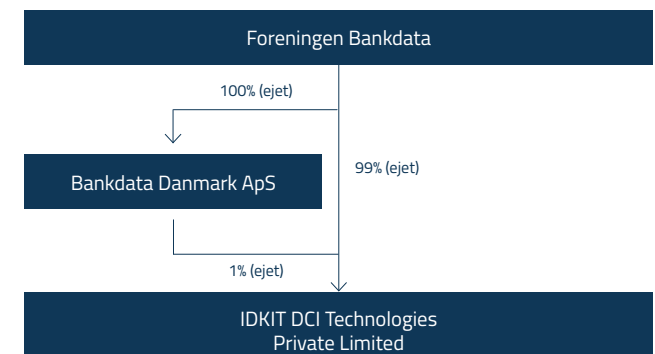 Foreningen Bankdata
100% (ejet)
99% (ejet)
Bankdata Danmark ApS
1% (ejet)
IDKIT DCI Technologies
Private Limited